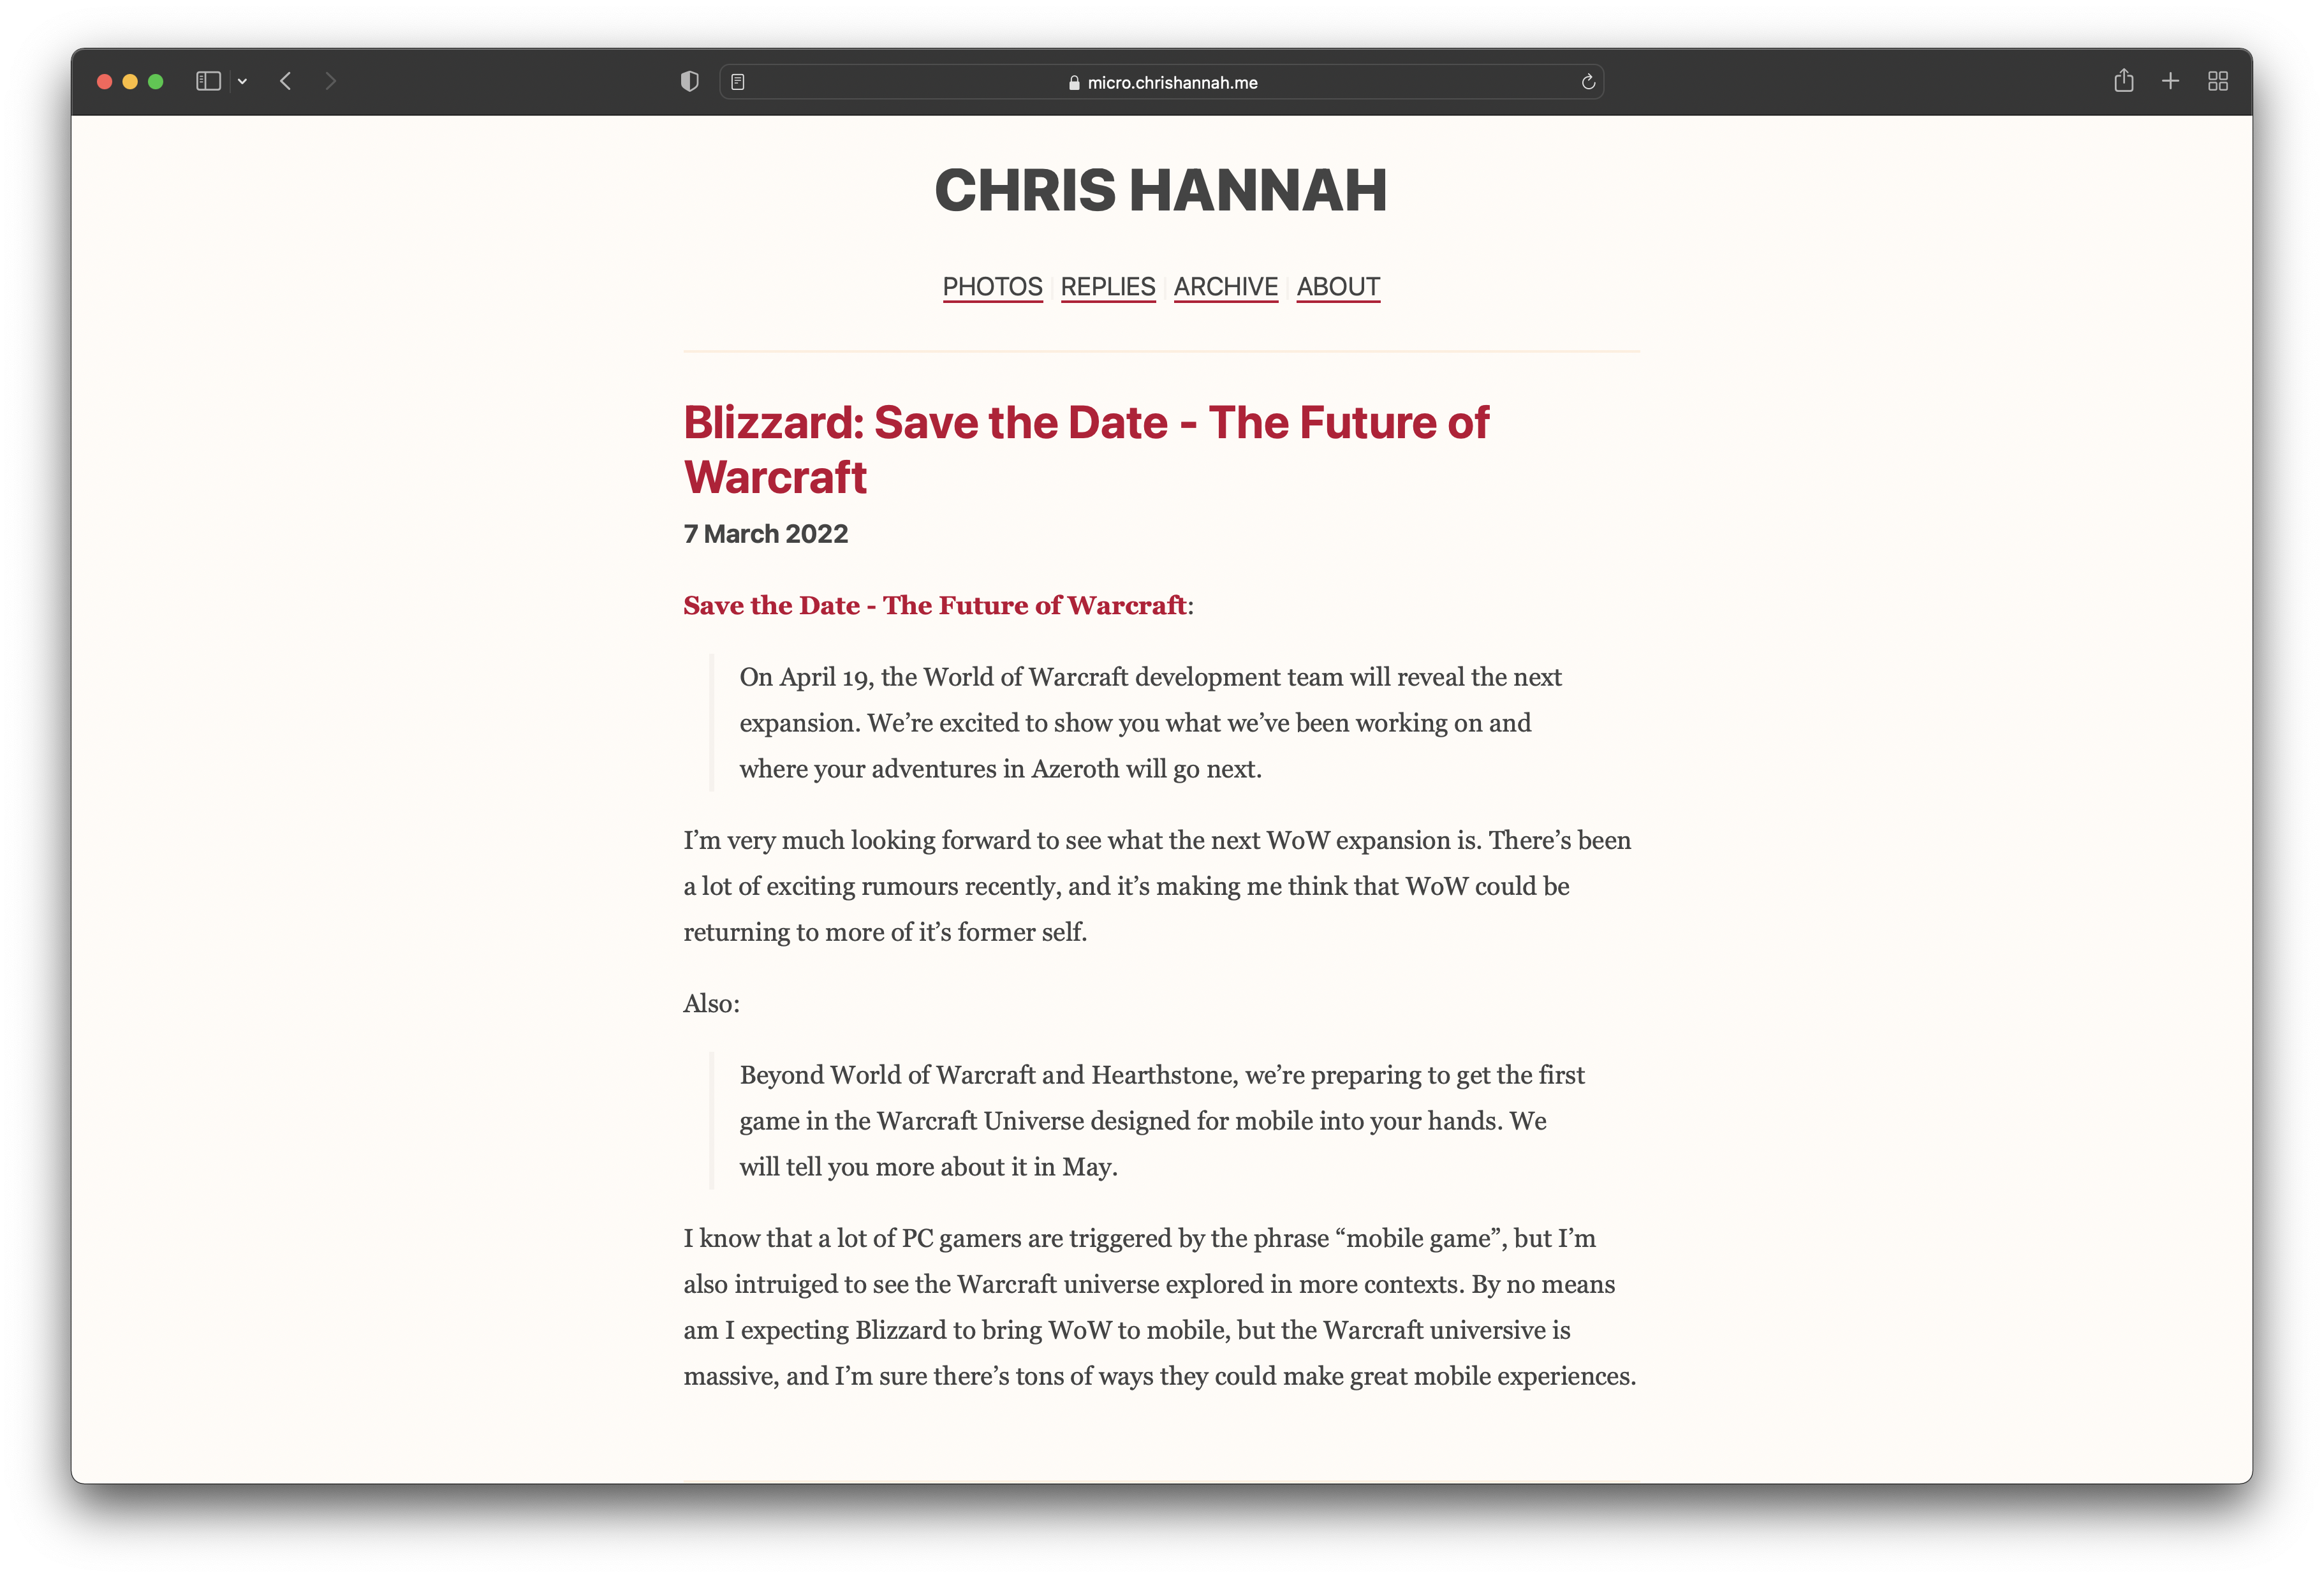 micro.chrishannah.me
CHRIS HANNAH
PHOTOS REPLIES ARCHIVE ABOUT
Blizzard: Save the Date - The Future of
Warcraft
7 March 2022
Save the Date - The Future of Warcraft:
On April 19, the World of Warcraft development team will reveal the next
expansion. We’re excited to show you what we’ve been working on and
where your adventures in Azeroth will go next.
I’m very much looking forward to see what the next WoW expansion is. There’s been
a lot of exciting rumours recently, and it’s making me think that WoW could be
returning to more of it’s former self.
Also:
Beyond World of Warcraft and Hearthstone, we’re preparing to get the first
game in the Warcraft Universe designed for mobile into your hands. We
will tell you more about it in May.
I know that a lot of PC gamers are triggered by the phrase “mobile game”, but I’m
also intruiged to see the Warcraft universe explored in more contexts. By no means
am I expecting Blizzard to bring WoW to mobile, but the Warcraft universive is
massive, and I’m sure there’s tons of ways they could make great mobile experiences.